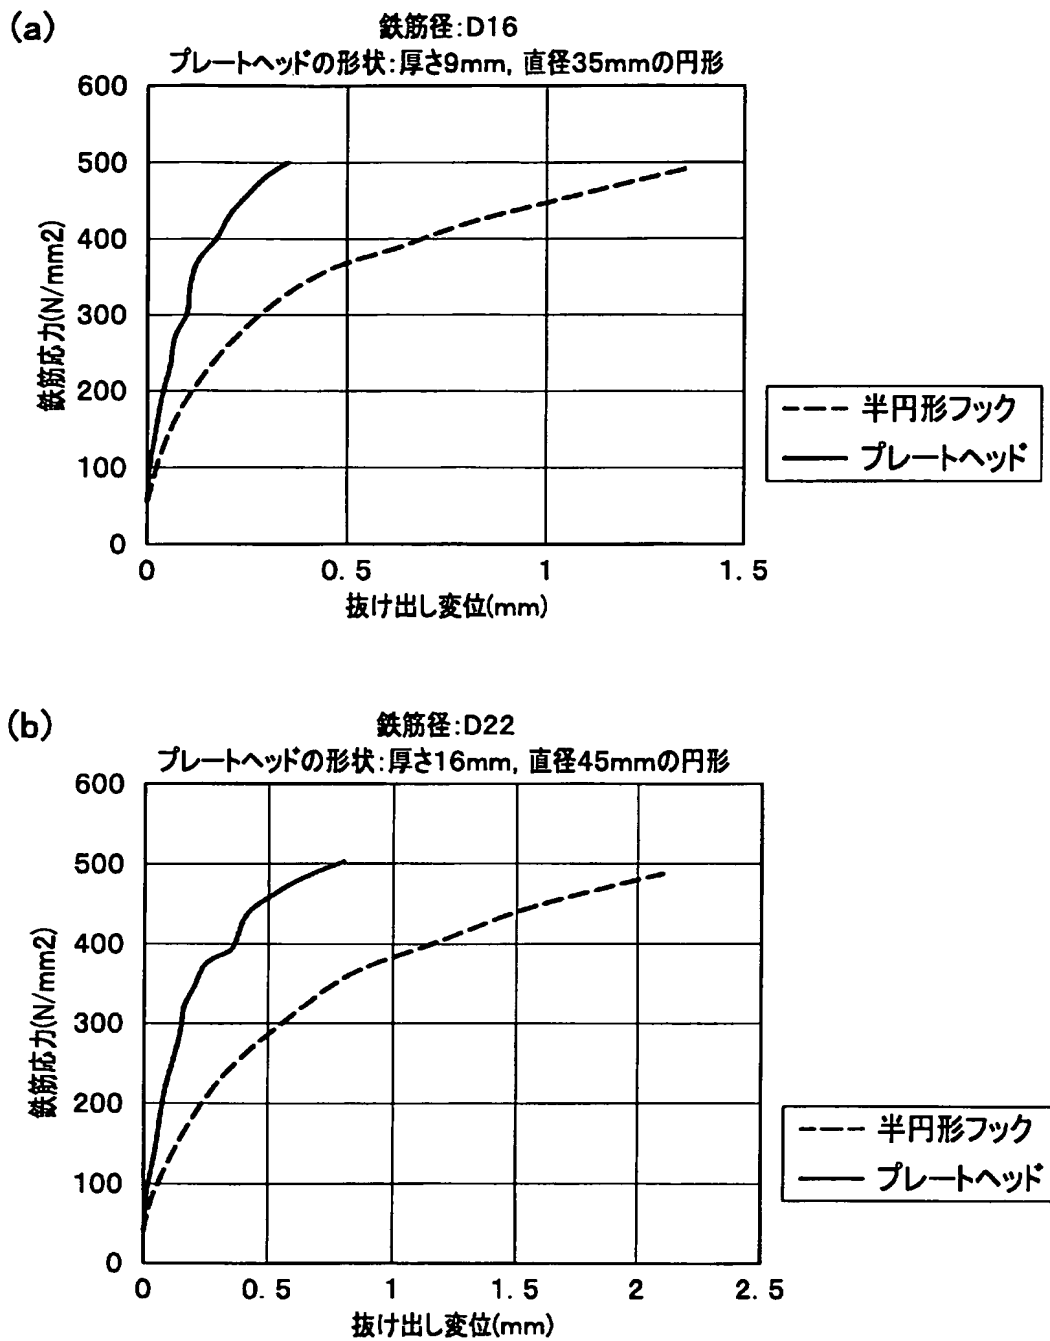 (a)
鉄筋径:D16
プレートヘッドの形状:厚さ9mm, 直径35mmの円形
600
500
400
300
200
100
0
鉄筋応力(N/mm2)
0
0.5
1
1.5
抜け出し変位(mm)
半円形フック
プレートヘッド
(b)
鉄筋径:D22
プレートヘッドの形状:厚さ16mm, 直径45mmの円形
600
500
400
300
200
100
0
鉄筋応力(N/mm2)
0
0.5
1
1.5
2
2.5
抜け出し変位(mm)
半円形フック
プレートヘッド